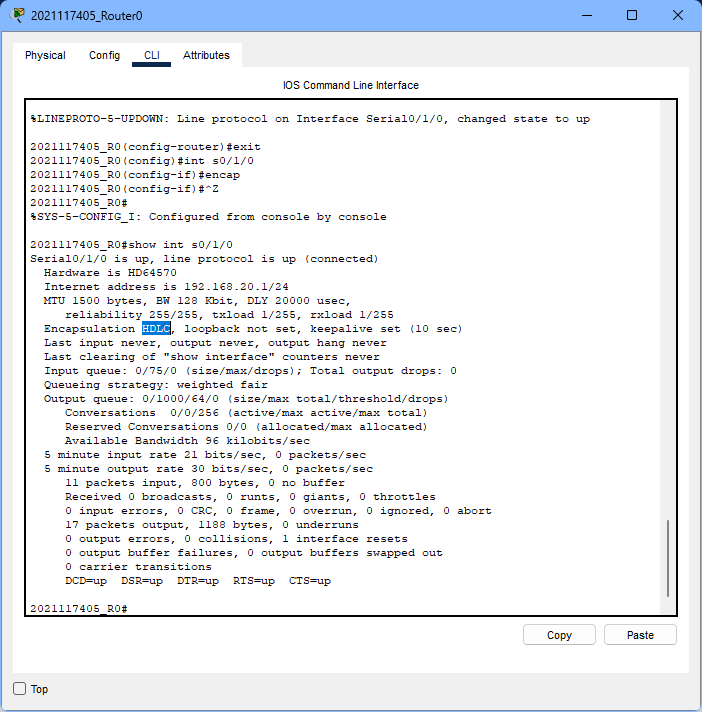 2021117405_Router0
Physical Config CLI Attributes
IOS Command Line Interface
%LINEPROTO-5-UPDOWN: Line protocol on Interface Serial0/1/0, changed state to up
2021117405_R0(config-router)#exit
2021117405_R0(config)#int s0/1/0
2021117405_R0(config-if)#encap
2021117405_R0(config-if)#^Z
2021117405_R0#
%SYS-5-CONFIG_I: Configured from console by console
2021117405_R0#show int s0/1/0
Serial0/1/0 is up, line protocol is up (connected)
Hardware is HD64570
Internet address is 192.168.20.1/24
MTU 1500 bytes, BW 128 Kbit, DLY 20000 usec,
reliability 255/255, txload 1/255, rxload 1/255
Encapsulation HDLC, loopback not set, keepalive set (10 sec)
Last input never, output never, output hang never
Last clearing of "show interface" counters never
Input queue: 0/75/0 (size/max/drops); Total output drops: 0
Queueing strategy: weighted fair
Output queue: 0/1000/64/0 (size/max total/threshold/drops)
Conversations 0/0/256 (active/max active/max total)
Reserved Conversations 0/0 (allocated/max allocated)
Available Bandwidth 96 kilobits/sec
5 minute input rate 21 bits/sec, 0 packets/sec
5 minute output rate 30 bits/sec, 0 packets/sec
11 packets input, 800 bytes, 0 no buffer
Received 0 broadcasts, 0 runts, 0 giants, 0 throttles
0 input errors, 0 CRC, 0 frame, 0 overrun, 0 ignored, 0 abort
17 packets output, 1188 bytes, 0 underruns
0 output errors, 0 collisions, 1 interface resets
0 output buffer failures, 0 output buffers swapped out
0 carrier transitions
DCD=up DSR=up DTR=up RTS=up CTS=up
2021117405_R0#
Copy Paste
Top